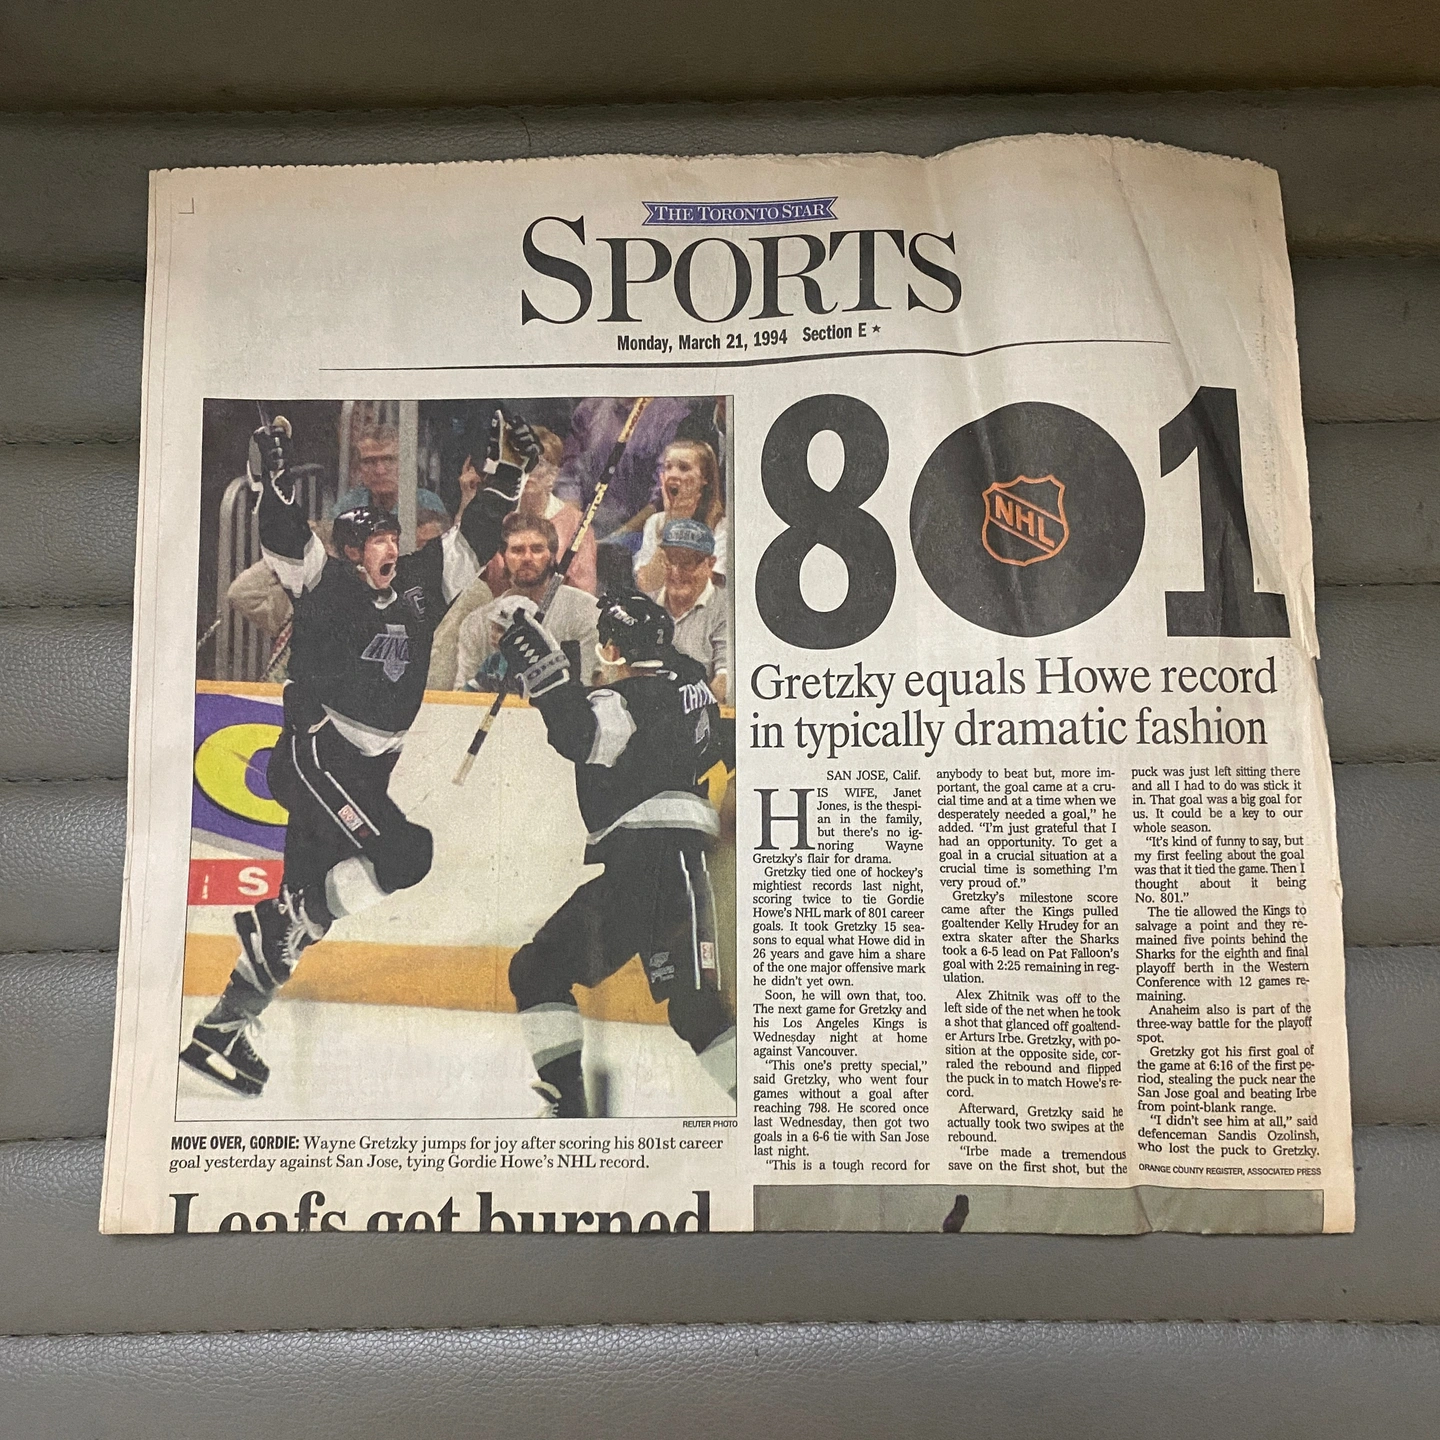 THE TORONTO STAR
SPORTS
Monday, March 21, 1994 Section E ★
801
NHL
Gretzky equals Howe record
in typically dramatic fashion
KINGS
C
S
REUTER PHOTO
MOVE OVER, GORDIE: Wayne Gretzky jumps for joy after scoring his 801st career
goal yesterday against San Jose, tying Gordie Howe's NHL record.
SAN JOSE, Calif.
HIS WIFE, Janet
Jones, is the thespi-
an in the family,
but there's no ig-
noring Wayne
Gretzky's flair for drama.
Gretzky tied one of hockey's
mightiest records last night,
scoring twice to tie Gordie
Howe's NHL mark of 801 career
goals. It took Gretzky 15 sea-
sons to equal what Howe did in
26 years and gave him a share
of the one major offensive mark
he didn't yet own.
Soon, he will own that, too.
The next game for Gretzky and
his Los Angeles Kings is
Wednesday night at home
against Vancouver.
"This one's pretty special,"
said Gretzky, who went four
games without a goal after
reaching 798. He scored once
last Wednesday, then got two
goals in a 6-6 tie with San Jose
last night.
"This is a tough record for
anybody to beat but, more im-
portant, the goal came at a cru-
cial time and at a time when we
desperately needed a goal," he
added. "I'm just grateful that I
had an opportunity. To get a
goal in a crucial situation at a
crucial time is something I'm
very proud of."
Gretzky's milestone score
came after the Kings pulled
goaltender Kelly Hrudey for an
extra skater after the Sharks
took a 6-5 lead on Pat Falloon's
goal with 2:25 remaining in reg-
ulation.
Alex Zhitnik was off to the
left side of the net when he took
a shot that glanced off goaltend-
er Arturs Irbe. Gretzky, with po-
sition at the opposite side, cor-
raled the rebound and flipped
the puck in to match Howe's re-
cord.
Afterward, Gretzky said he
actually took two swipes at the
rebound.
"Irbe made a tremendous
save on the first shot, but the
puck was just left sitting there
and all I had to do was stick it
in. That goal was a big goal for
us. It could be a key to our
whole season.
"It's kind of funny to say, but
my first feeling about the goal
was that it tied the game. Then I
thought about it being
No. 801."
The tie allowed the Kings to
salvage a point and they re-
mained five points behind the
Sharks for the eighth and final
playoff berth in the Western
Conference with 12 games re-
maining.
Anaheim also is part of the
three-way battle for the playoff
spot.
Gretzky got his first goal of
the game at 6:16 of the first pe-
riod, stealing the puck near the
San Jose goal and beating Irbe
from point-blank range.
"I didn't see him at all," said
defenceman Sandis Ozolinsh,
who lost the puck to Gretzky.
ORANGE COUNTY REGISTER, ASSOCIATED PRESS
Leafs get burned